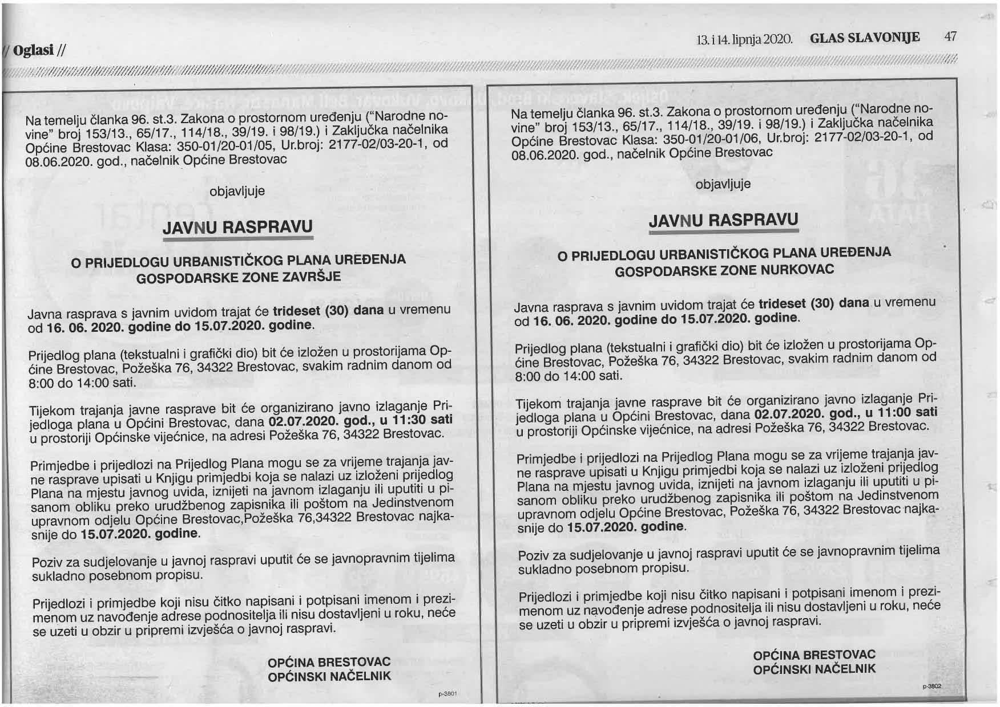 // Oglasi //
13. i 14. lipnja 2020. GLAS SLAVONIJE 47
Na temelju članka 96. st.3. Zakona o prostornom uređenju (“Narodne no-
vine” broj 153/13., 65/17., 114/18., 39/19. i 98/19.) i Zaključka načelnika
Općine Brestovac Klasa: 350-01/20-01/05, Ur.broj: 2177-02/03-20-1, od
08.06.2020. god., načelnik Općine Brestovac
objavljuje
JAVNU RASPRAVU
O PRIJEDLOGU URBANISTIČKOG PLANA UREĐENJA
GOSPODARSKE ZONE ZAVRŠJE
Javna rasprava s javnim uvidom trajat će trideset (30) dana u vremenu
od 16. 06. 2020. godine do 15.07.2020. godine.
Prijedlog plana (tekstualni i grafički dio) bit će izložen u prostorijama Op-
ćine Brestovac, Požeška 76, 34322 Brestovac, svakim radnim danom od
8:00 do 14:00 sati.
Tijekom trajanja javne rasprave bit će organizirano javno izlaganje Pri-
jedloga plana u Općini Brestovac, dana 02.07.2020. god., u 11:30 sati
u prostoriji Općinske vijećnice, na adresi Požeška 76, 34322 Brestovac.
Primjedbe i prijedlozi na Prijedlog Plana mogu se za vrijeme trajanja jav-
ne rasprave upisati u Knjigu primjedbi koja se nalazi uz izloženi prijedlog
Plana na mjestu javnog uvida, iznijeti na javnom izlaganju ili uputiti u pi-
sanom obliku preko urudžbenog zapisnika ili poštom na Jedinstvenom
upravnom odjelu Općine Brestovac,Požeška 76,34322 Brestovac najka-
snije do 15.07.2020. godine.
Poziv za sudjelovanje u javnoj raspravi uputit će se javnopravnim tijelima
sukladno posebnom propisu.
Prijedlozi i primjedbe koji nisu čitko napisani i potpisani imenom i prezi-
menom uz navođenje adrese podnositelja ili nisu dostavljeni u roku, neće
se uzeti u obzir u pripremi izvješća o javnoj raspravi.
OPĆINA BRESTOVAC
OPĆINSKI NAČELNIK
p-3801
Na temelju članka 96. st.3. Zakona o prostornom uređenju (“Narodne no-
vine” broj 153/13., 65/17., 114/18., 39/19. i 98/19.) i Zaključka načelnika
Općine Brestovac Klasa: 350-01/20-01/06, Ur.broj: 2177-02/03-20-1, od
08.06.2020. god., načelnik Općine Brestovac
objavljuje
JAVNU RASPRAVU
O PRIJEDLOGU URBANISTIČKOG PLANA UREĐENJA
GOSPODARSKE ZONE NURKOVAC
Javna rasprava s javnim uvidom trajat će trideset (30) dana u vremenu
od 16. 06. 2020. godine do 15.07.2020. godine.
Prijedlog plana (tekstualni i grafički dio) bit će izložen u prostorijama Op-
ćine Brestovac, Požeška 76, 34322 Brestovac, svakim radnim danom od
8:00 do 14:00 sati.
Tijekom trajanja javne rasprave bit će organizirano javno izlaganje Pri-
jedloga plana u Općini Brestovac, dana 02.07.2020. god., u 11:00 sati
u prostoriji Općinske vijećnice, na adresi Požeška 76, 34322 Brestovac.
Primjedbe i prijedlozi na Prijedlog Plana mogu se za vrijeme trajanja jav-
ne rasprave upisati u Knjigu primjedbi koja se nalazi uz izloženi prijedlog
Plana na mjestu javnog uvida, iznijeti na javnom izlaganju ili uputiti u pi-
sanom obliku preko urudžbenog zapisnika ili poštom na Jedinstvenom
upravnom odjelu Općine Brestovac, Požeška 76, 34322 Brestovac najka-
snije do 15.07.2020. godine.
Poziv za sudjelovanje u javnoj raspravi uputit će se javnopravnim tijelima
sukladno posebnom propisu.
Prijedlozi i primjedbe koji nisu čitko napisani i potpisani imenom i prezi-
menom uz navođenje adrese podnositelja ili nisu dostavljeni u roku, neće
se uzeti u obzir u pripremi izvješća o javnoj raspravi.
OPĆINA BRESTOVAC
OPĆINSKI NAČELNIK
p-3802